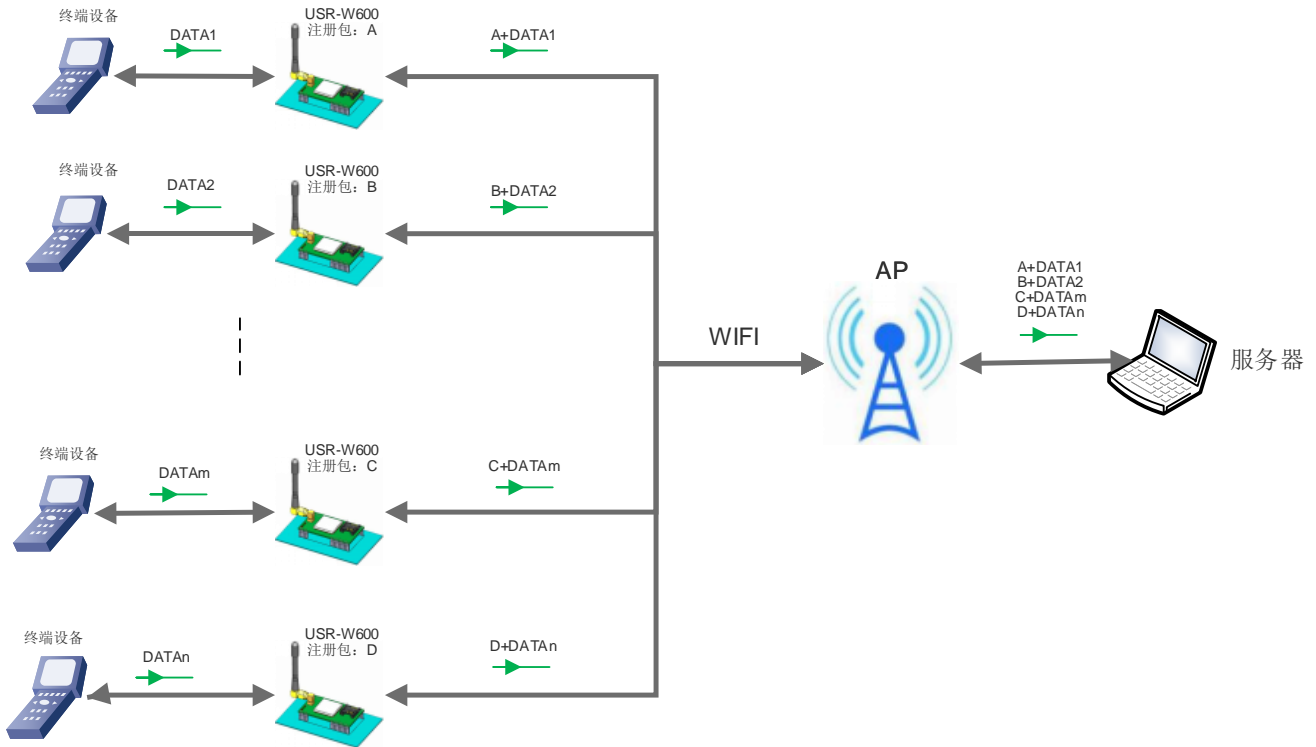 终端设备
DATA1
USR-W600
注册包：A
A+DATA1
终端设备
DATA2
USR-W600
注册包：B
B+DATA2
AP
WIFI
A+DATA1
B+DATA2
C+DATAm
D+DATAn
服务器
终端设备
DATAm
USR-W600
注册包：C
C+DATAm
终端设备
DATAn
USR-W600
注册包：D
D+DATAn